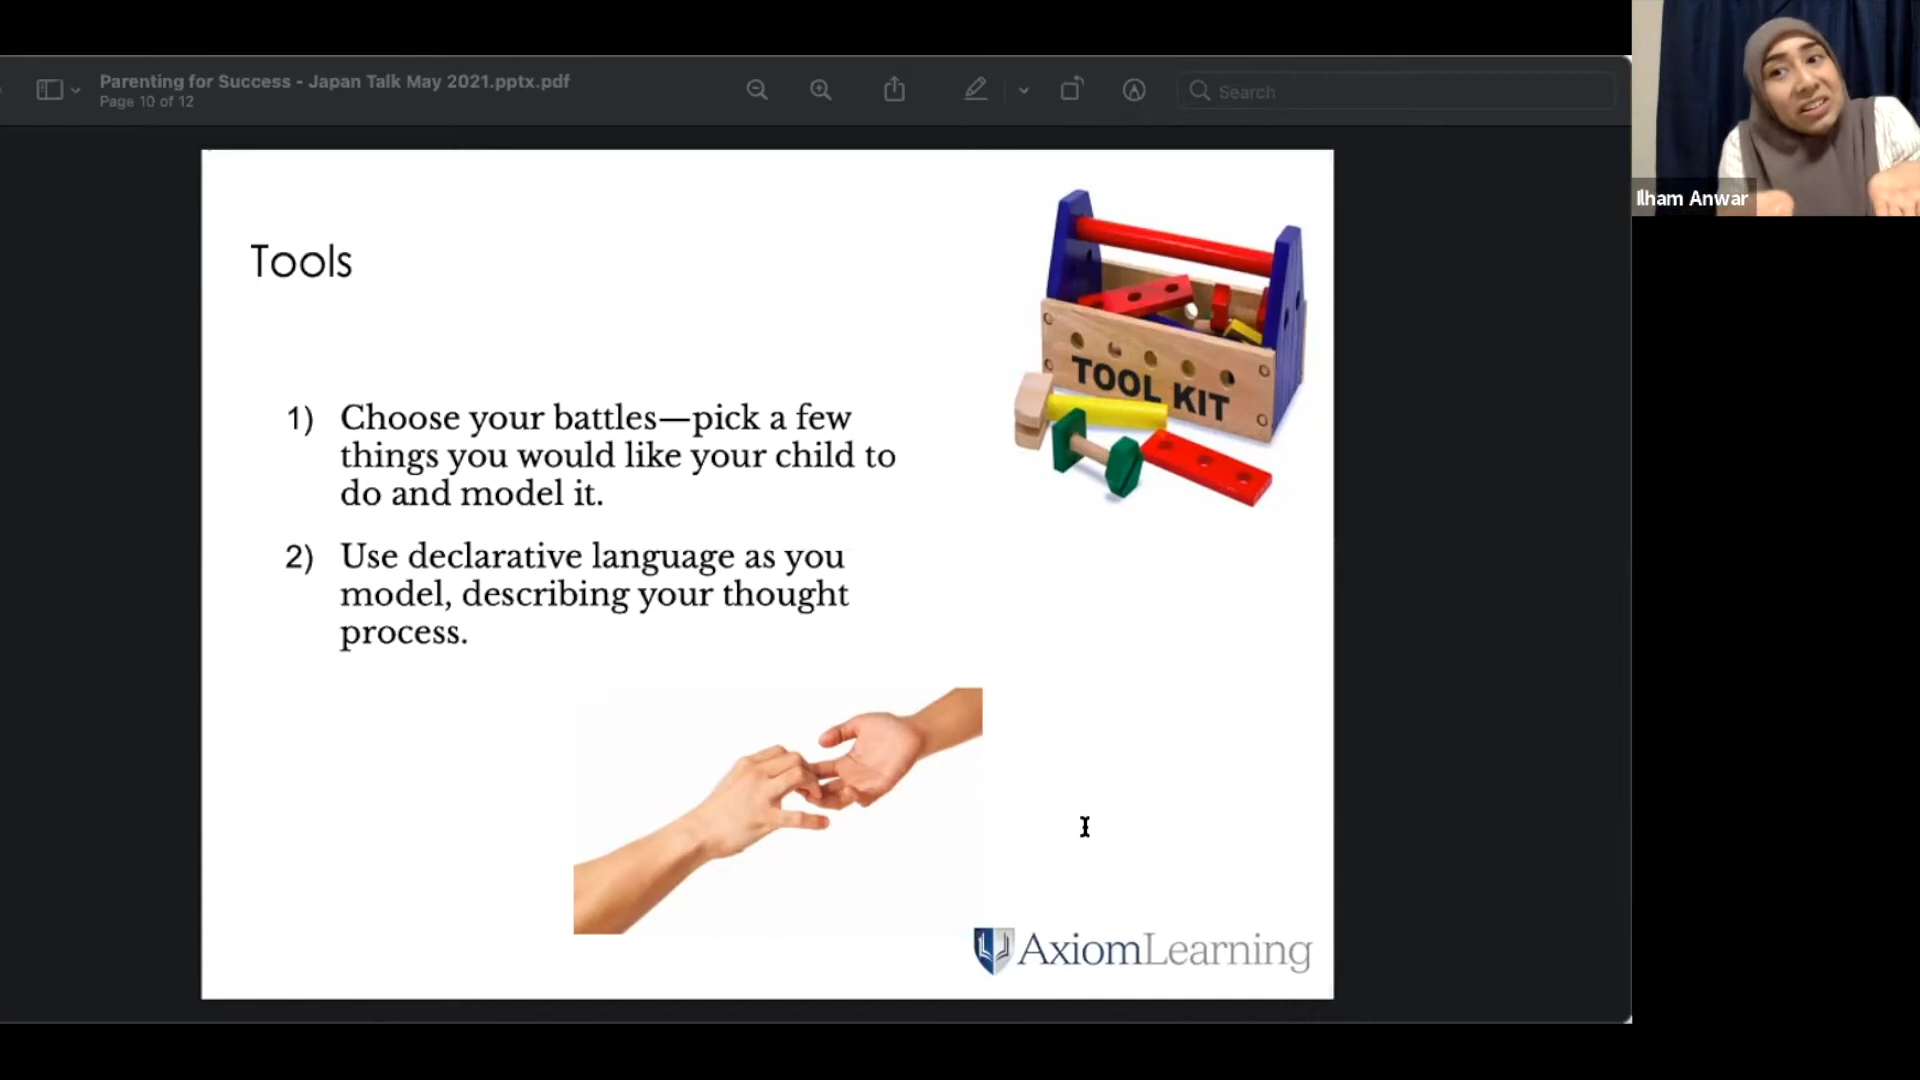 Parenting for Success - Japan Talk May 2021.pptx.pdf
Page 10 of 12
Search
Ilham Anwar
Tools
TOOL KIT
1) Choose your battles—pick a few
things you would like your child to
do and model it.
2) Use declarative language as you
model, describing your thought
process.
AxiomLearning